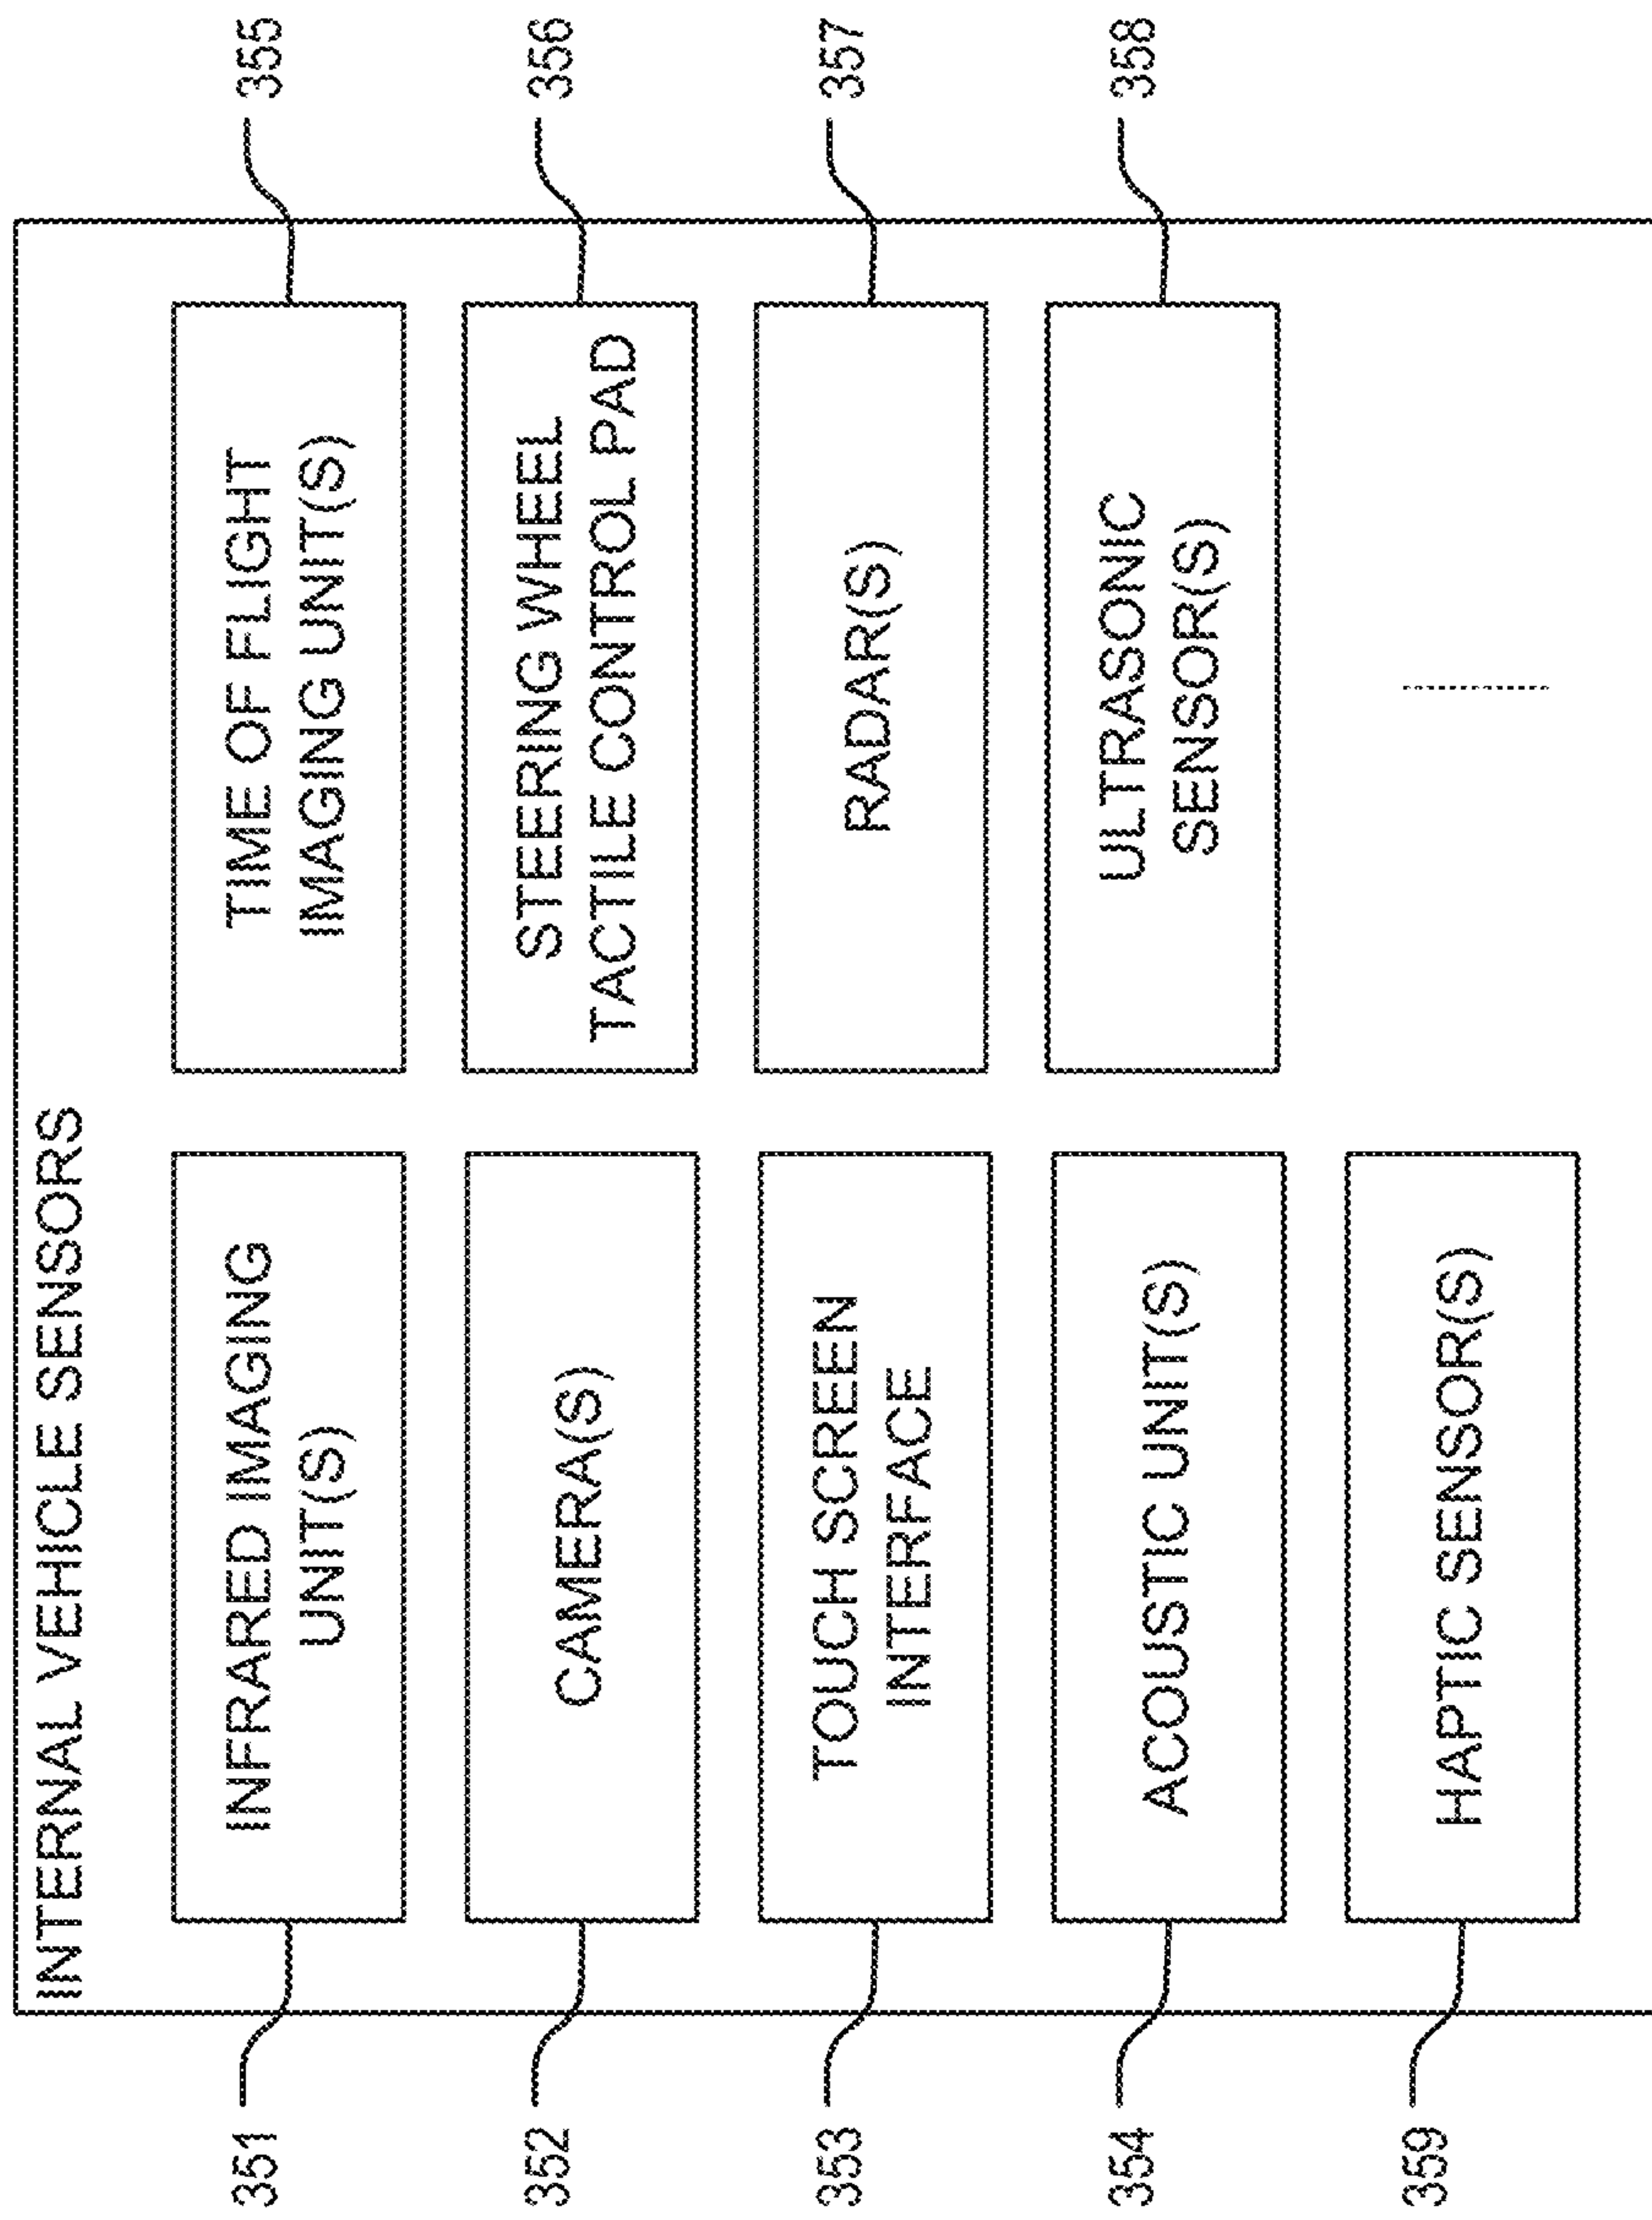 INTERNAL VEHICLE SENSORS
351
INFRARED IMAGING
UNIT(S)
352
CAMERA(S)
353
TOUCH SCREEN
INTERFACE
354
ACOUSTIC UNIT(S)
359
HAPTIC SENSOR(S)
TIME OF FLIGHT
IMAGING UNIT(S)
355
STEERING WHEEL
TACTILE CONTROL PAD
356
RADAR(S)
357
ULTRASONIC
SENSOR(S)
358